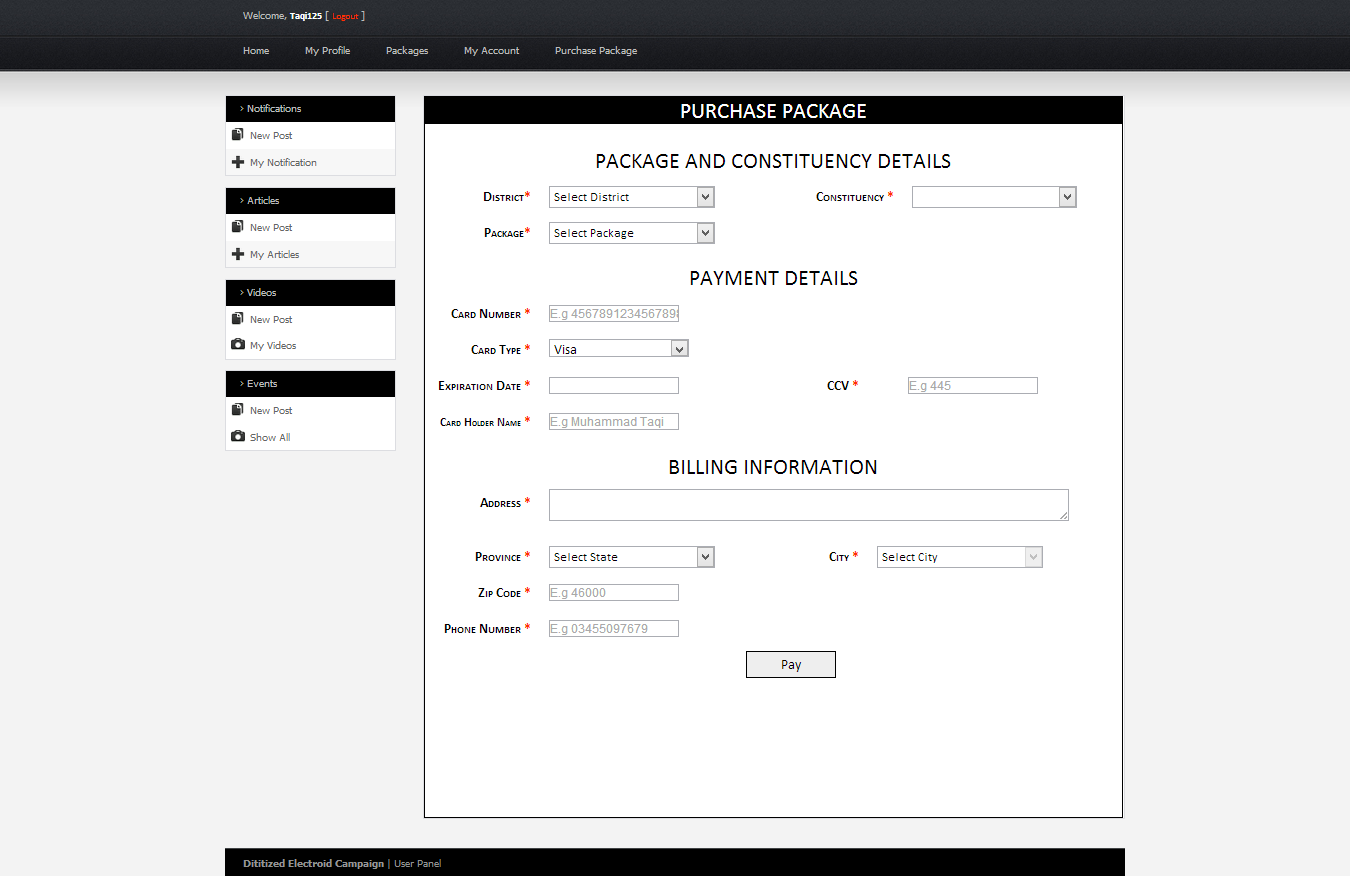 Welcome, Taqi125 [ Logout ]
Home My Profile Packages My Account Purchase Package
› Notifications
New Post
My Notification
› Articles
New Post
My Articles
› Videos
New Post
My Videos
› Events
New Post
Show All
PURCHASE PACKAGE
PACKAGE AND CONSTITUENCY DETAILS
District* Select District Constituency *
Package* Select Package
PAYMENT DETAILS
Card Number * E.g 4567891234567898
Card Type * Visa
Expiration Date * CCV * E.g 445
Card Holder Name * E.g Muhammad Taqi
BILLING INFORMATION
Address *
Province * Select State City * Select City
Zip Code * E.g 46000
Phone Number * E.g 03455097679
Pay
Dititized Electroid Campaign | User Panel